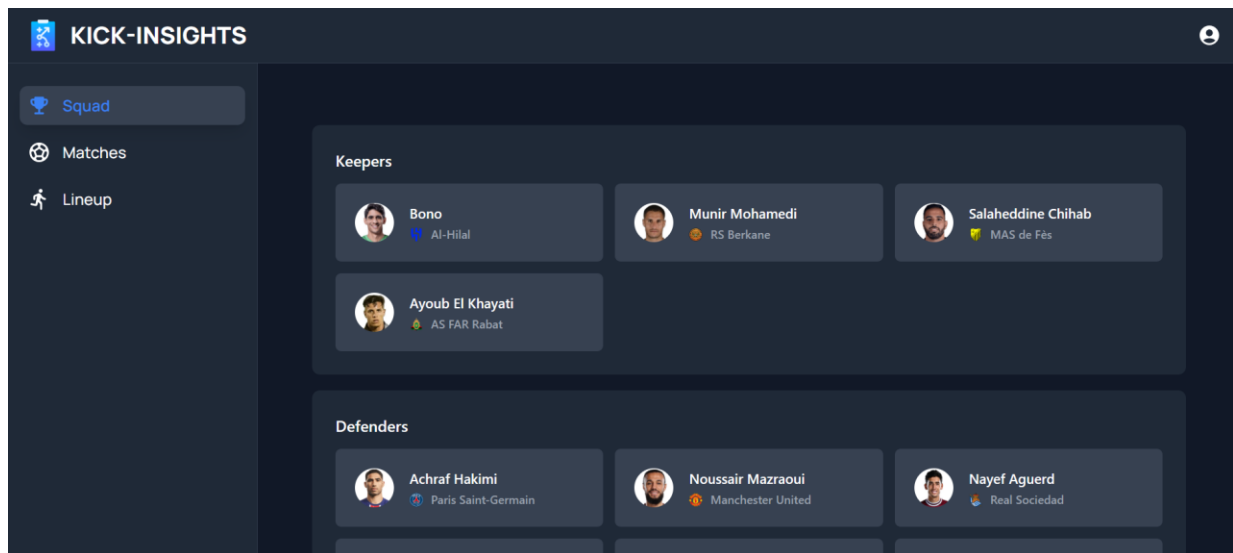 KICK-INSIGHTS
Squad
Matches
Lineup
Keepers
Bono
Al-Hilal
Munir Mohamedi
RS Berkane
Salaheddine Chihab
MAS de Fès
Ayoub El Khayati
AS FAR Rabat
Defenders
Achraf Hakimi
Paris Saint-Germain
Noussair Mazraoui
Manchester United
Nayef Aguerd
Real Sociedad